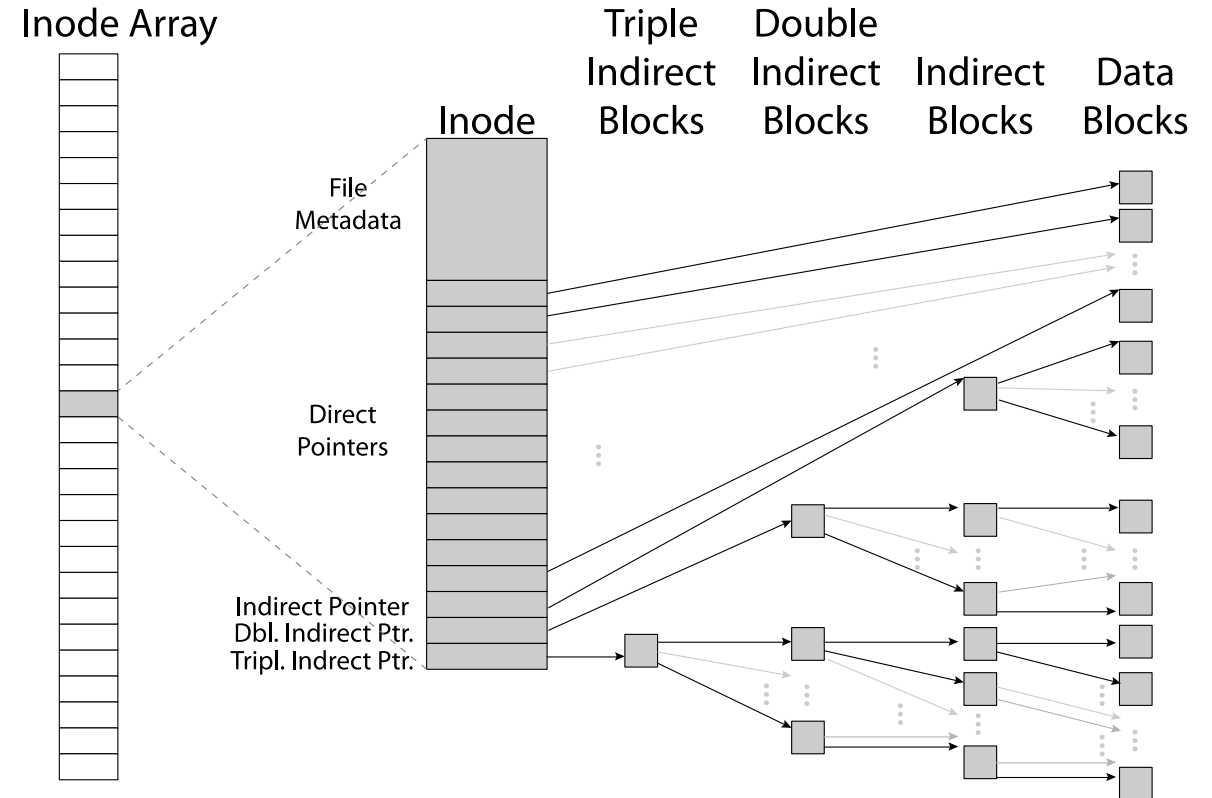 Inode Array
Triple
Indirect
Blocks
Double
Indirect
Blocks
Indirect
Blocks
Data
Blocks
Inode
File
Metadata
Direct
Pointers
Indirect Pointer
Dbl. Indirect Ptr.
Tripl. Indrect Ptr.